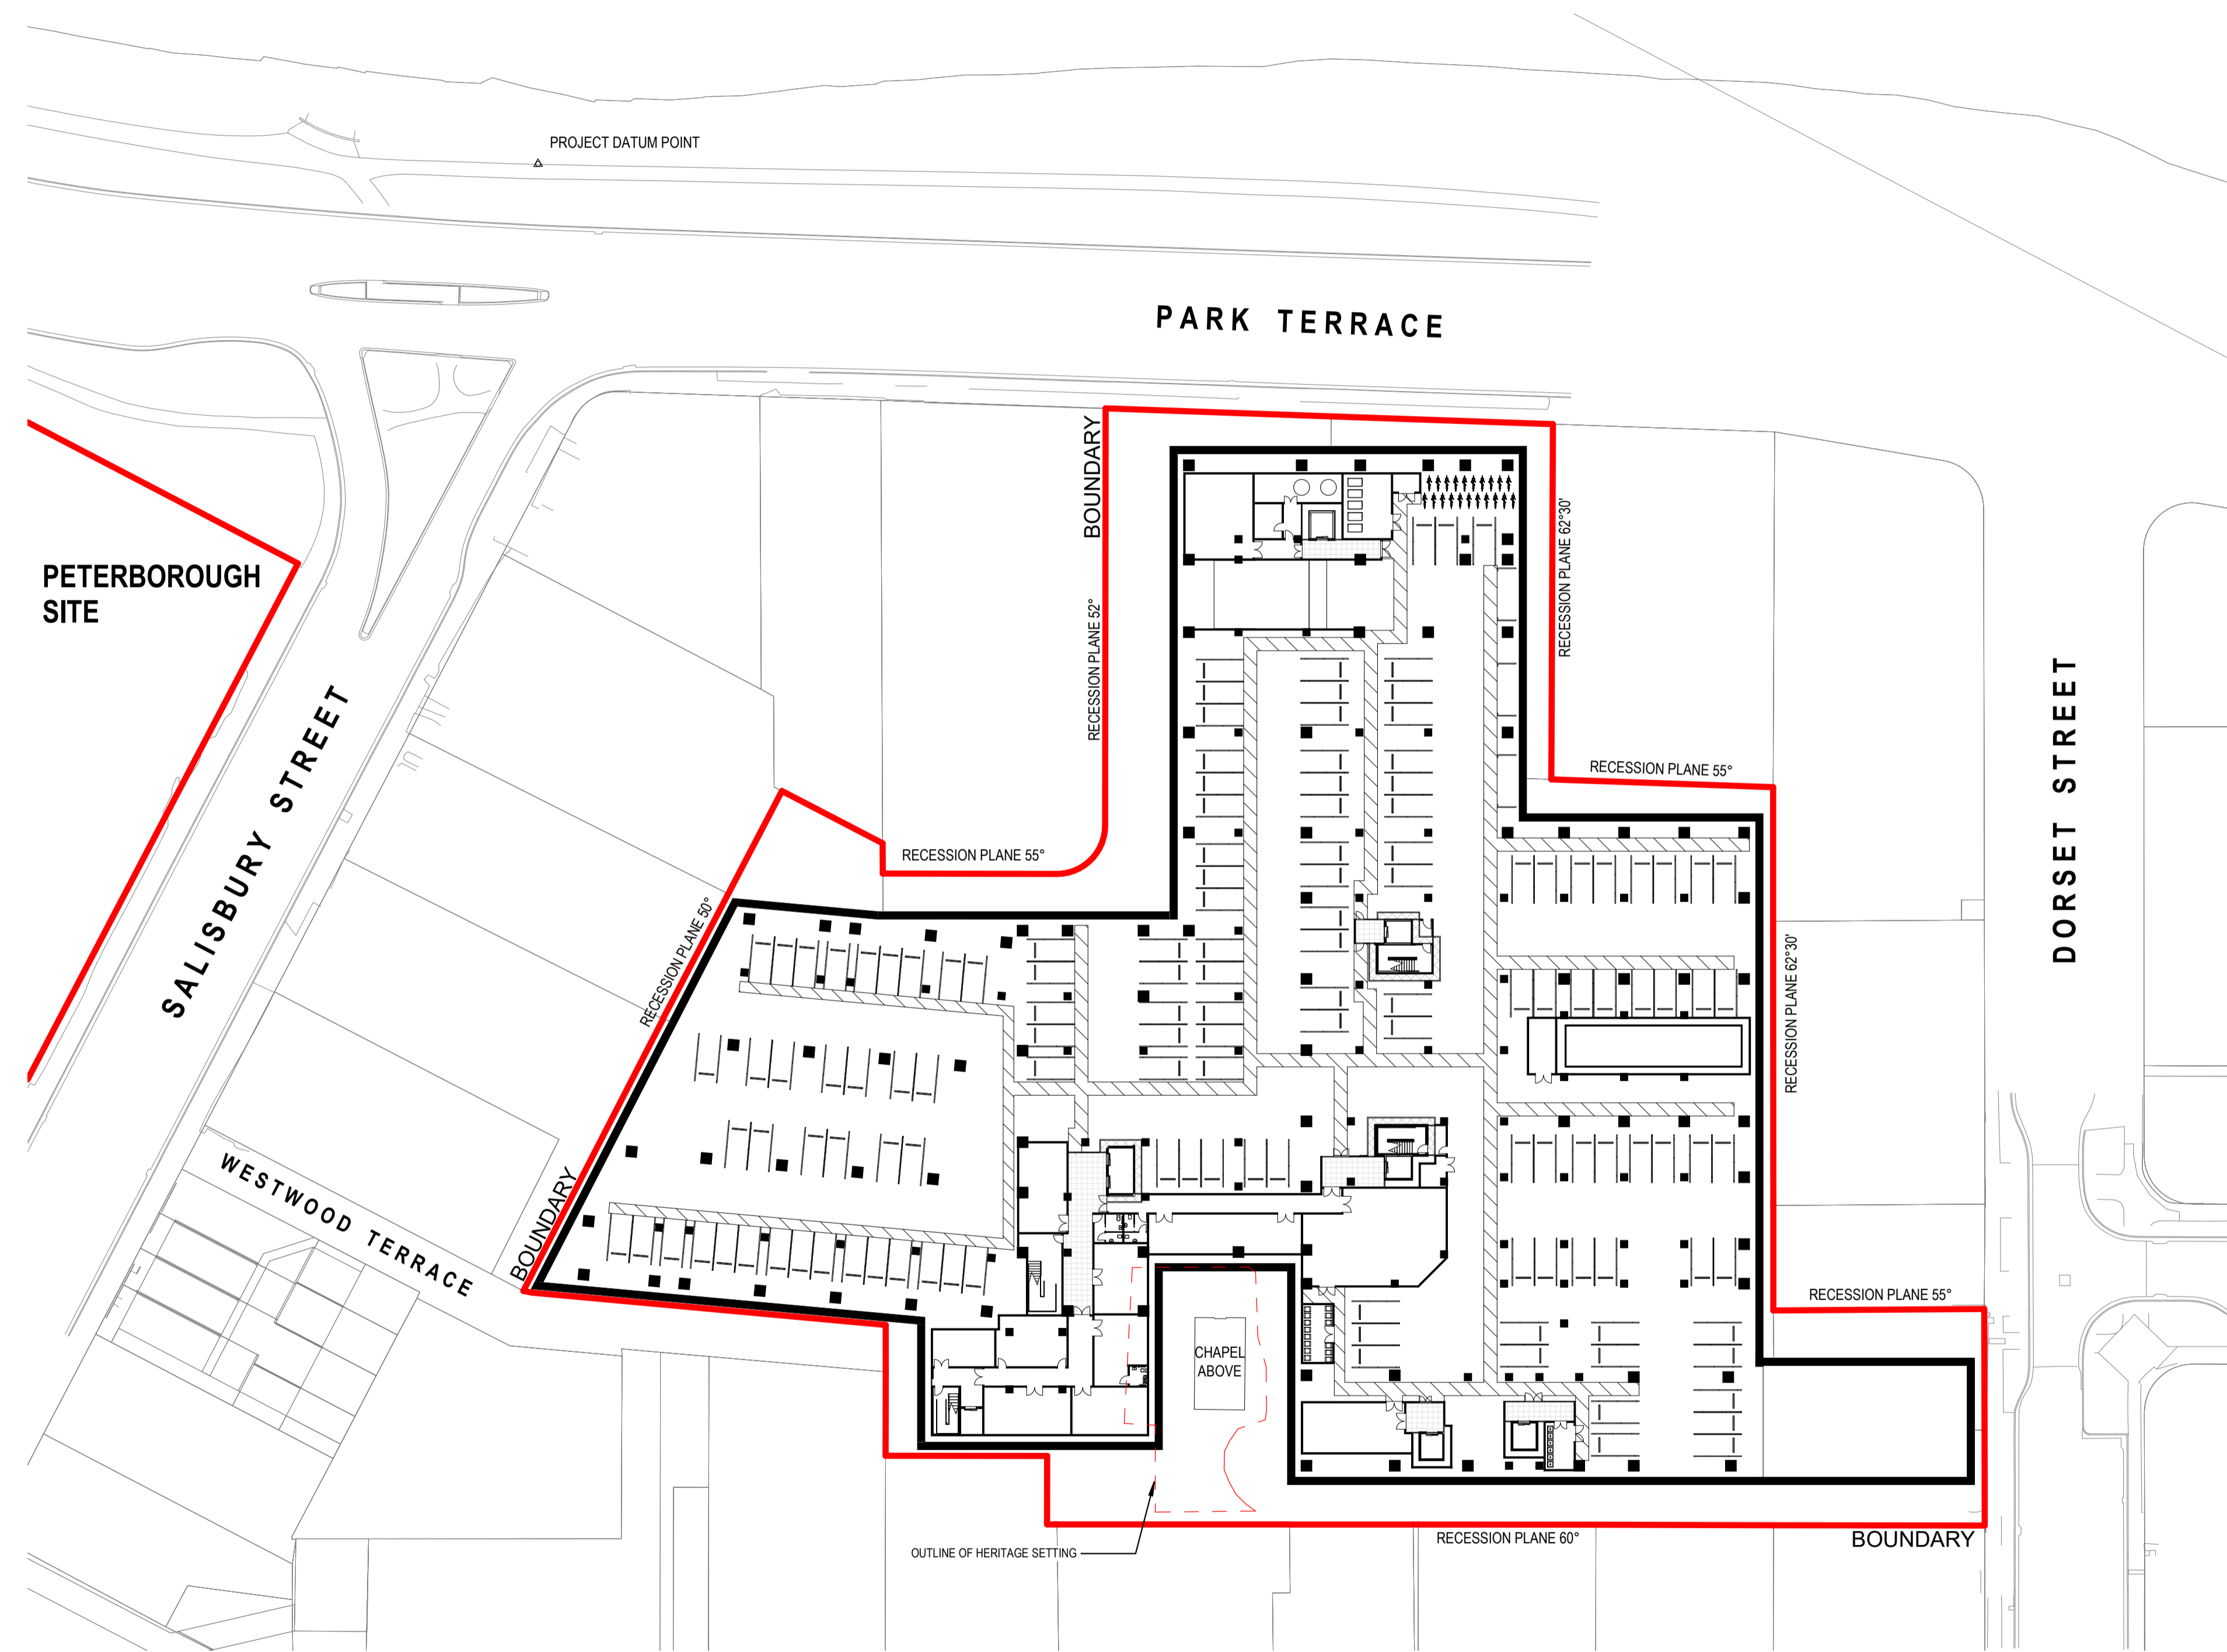 PROJECT DATUM POINT
PARK TERRACE
BOUNDARY
RECESSION PLANE 62°30'
PETERBOROUGH
SITE
RECESSION PLANE 52°
SALISBURY STREET
DORSET STREET
RECESSION PLANE 55°
RECESSION PLANE 55°
RECESSION PLANE 50°
RECESSION PLANE 62°30'
WESTWOOD TERRACE
BOUNDARY
RECESSION PLANE 55°
CHAPEL
ABOVE
OUTLINE OF HERITAGE SETTING
RECESSION PLANE 60°
BOUNDARY